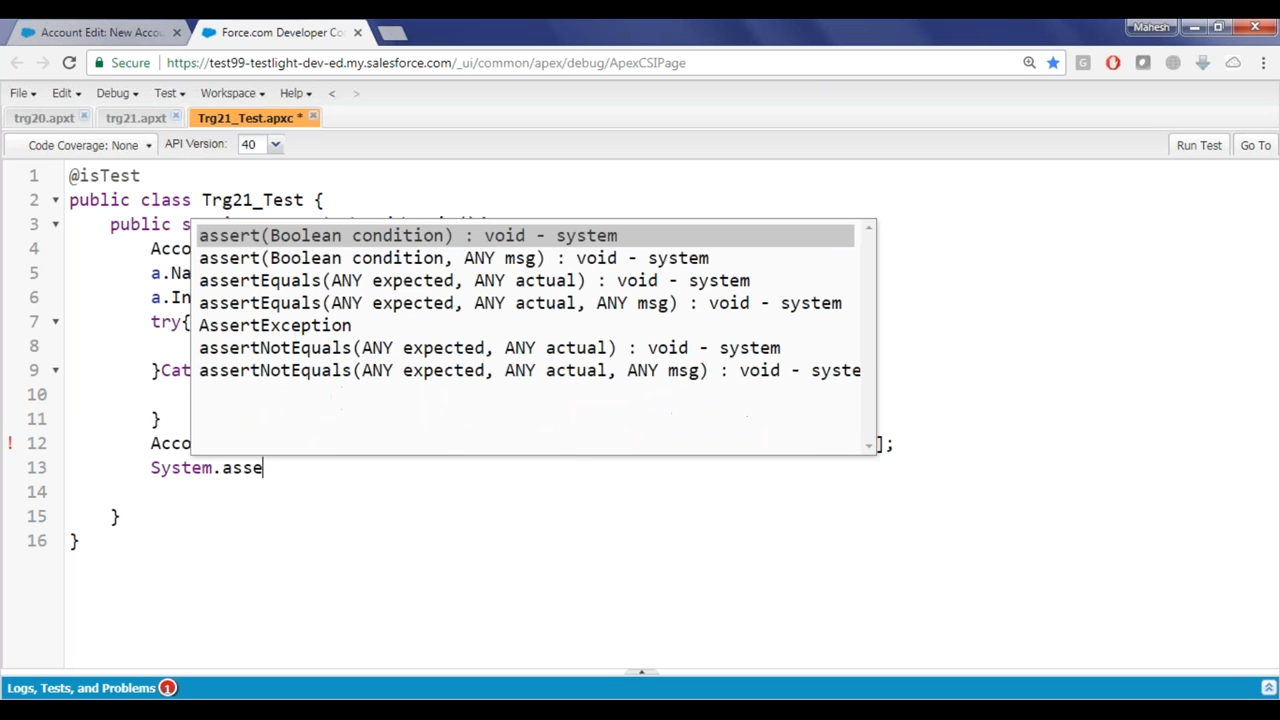 Account Edit: New Accou
Force.com Developer Co
Mahesh
Secure
https://test99-testlight-dev-ed.my.salesforce.com/_ui/common/apex/debug/ApexCSIPage
File Edit Debug Test Workspace Help < >
trg20.apxt
trg21.apxt
Trg21_Test.apxc *
Code Coverage: None
API Version: 40
Run Test
Go To
1 @isTest
2 public class Trg21_Test {
3 public s
4 Acco
5 a.Na
6 a.In
7 try{
8
9 }Cat
10
11 }
! 12 Acco ];
13 System.asse
14
15 }
16 }
assert(Boolean condition) : void - system
assert(Boolean condition, ANY msg) : void - system
assertEquals(ANY expected, ANY actual) : void - system
assertEquals(ANY expected, ANY actual, ANY msg) : void - system
AssertException
assertNotEquals(ANY expected, ANY actual) : void - system
assertNotEquals(ANY expected, ANY actual, ANY msg) : void - syste
Logs, Tests, and Problems 1